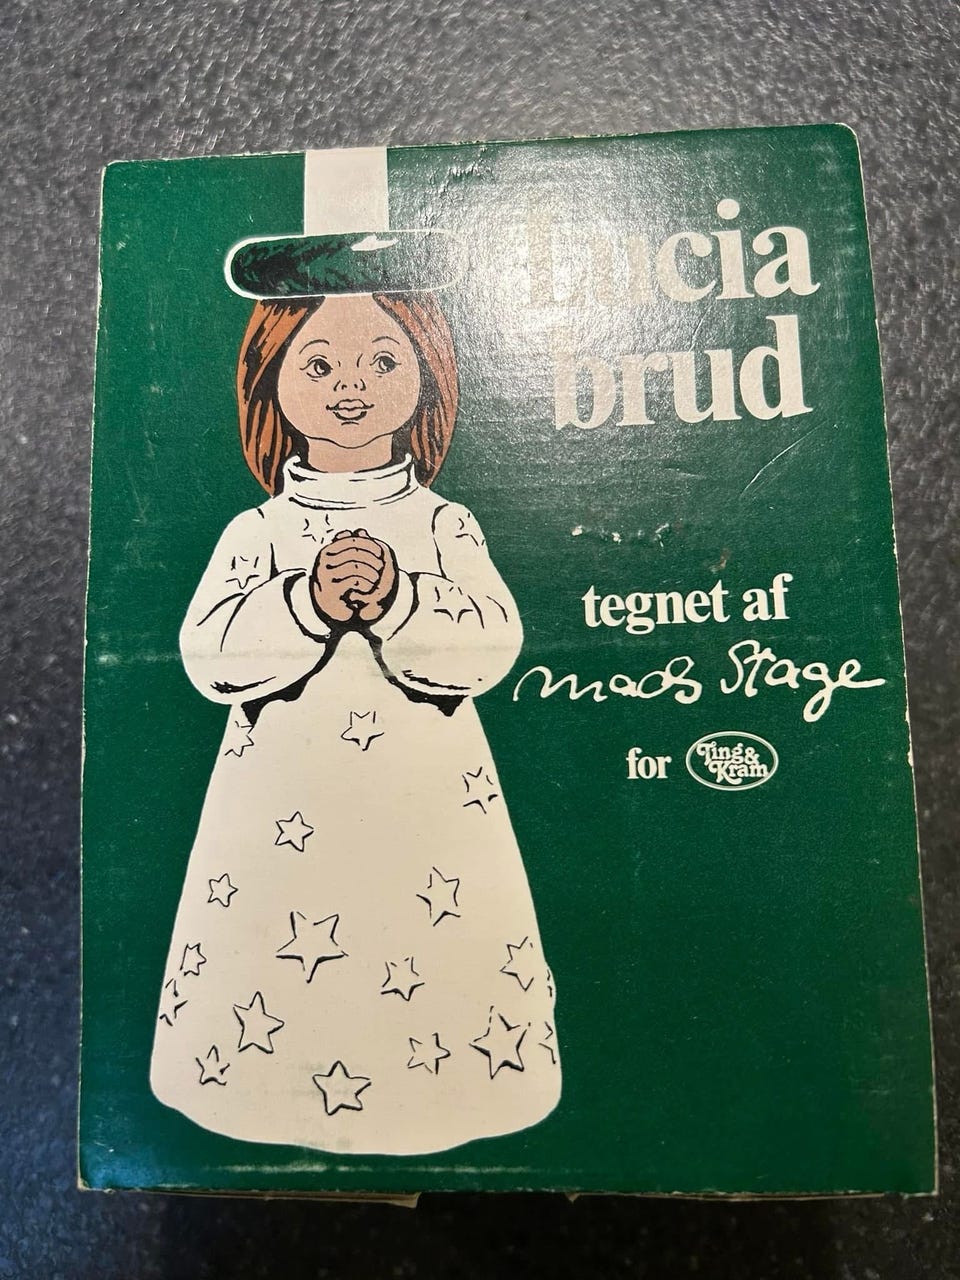 Lucia
brud
tegnet af
Mads Stage
for Ting &
Kram